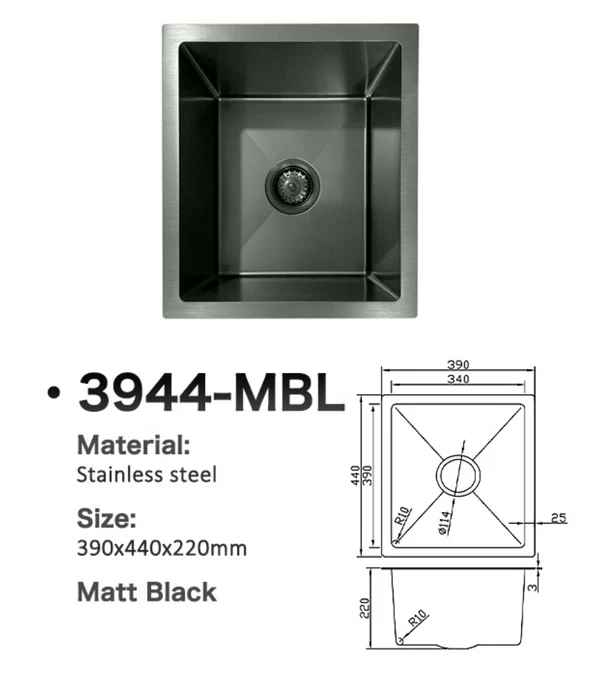 • 3944-MBL
Material:
Stainless steel
Size:
390x440x220mm
Matt Black
390
340
440
390
R10
ø114
25
3
220
R10